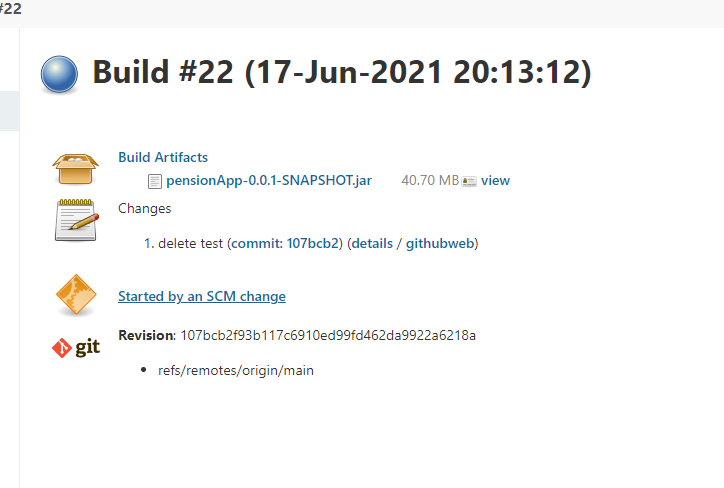 #22
Build #22 (17-Jun-2021 20:13:12)
Build Artifacts
pensionApp-0.0.1-SNAPSHOT.jar 40.70 MB view
Changes
1. delete test (commit: 107bcb2) (details / githubweb)
Started by an SCM change
git
Revision: 107bcb2f93b117c6910ed99fd462da9922a6218a
• refs/remotes/origin/main